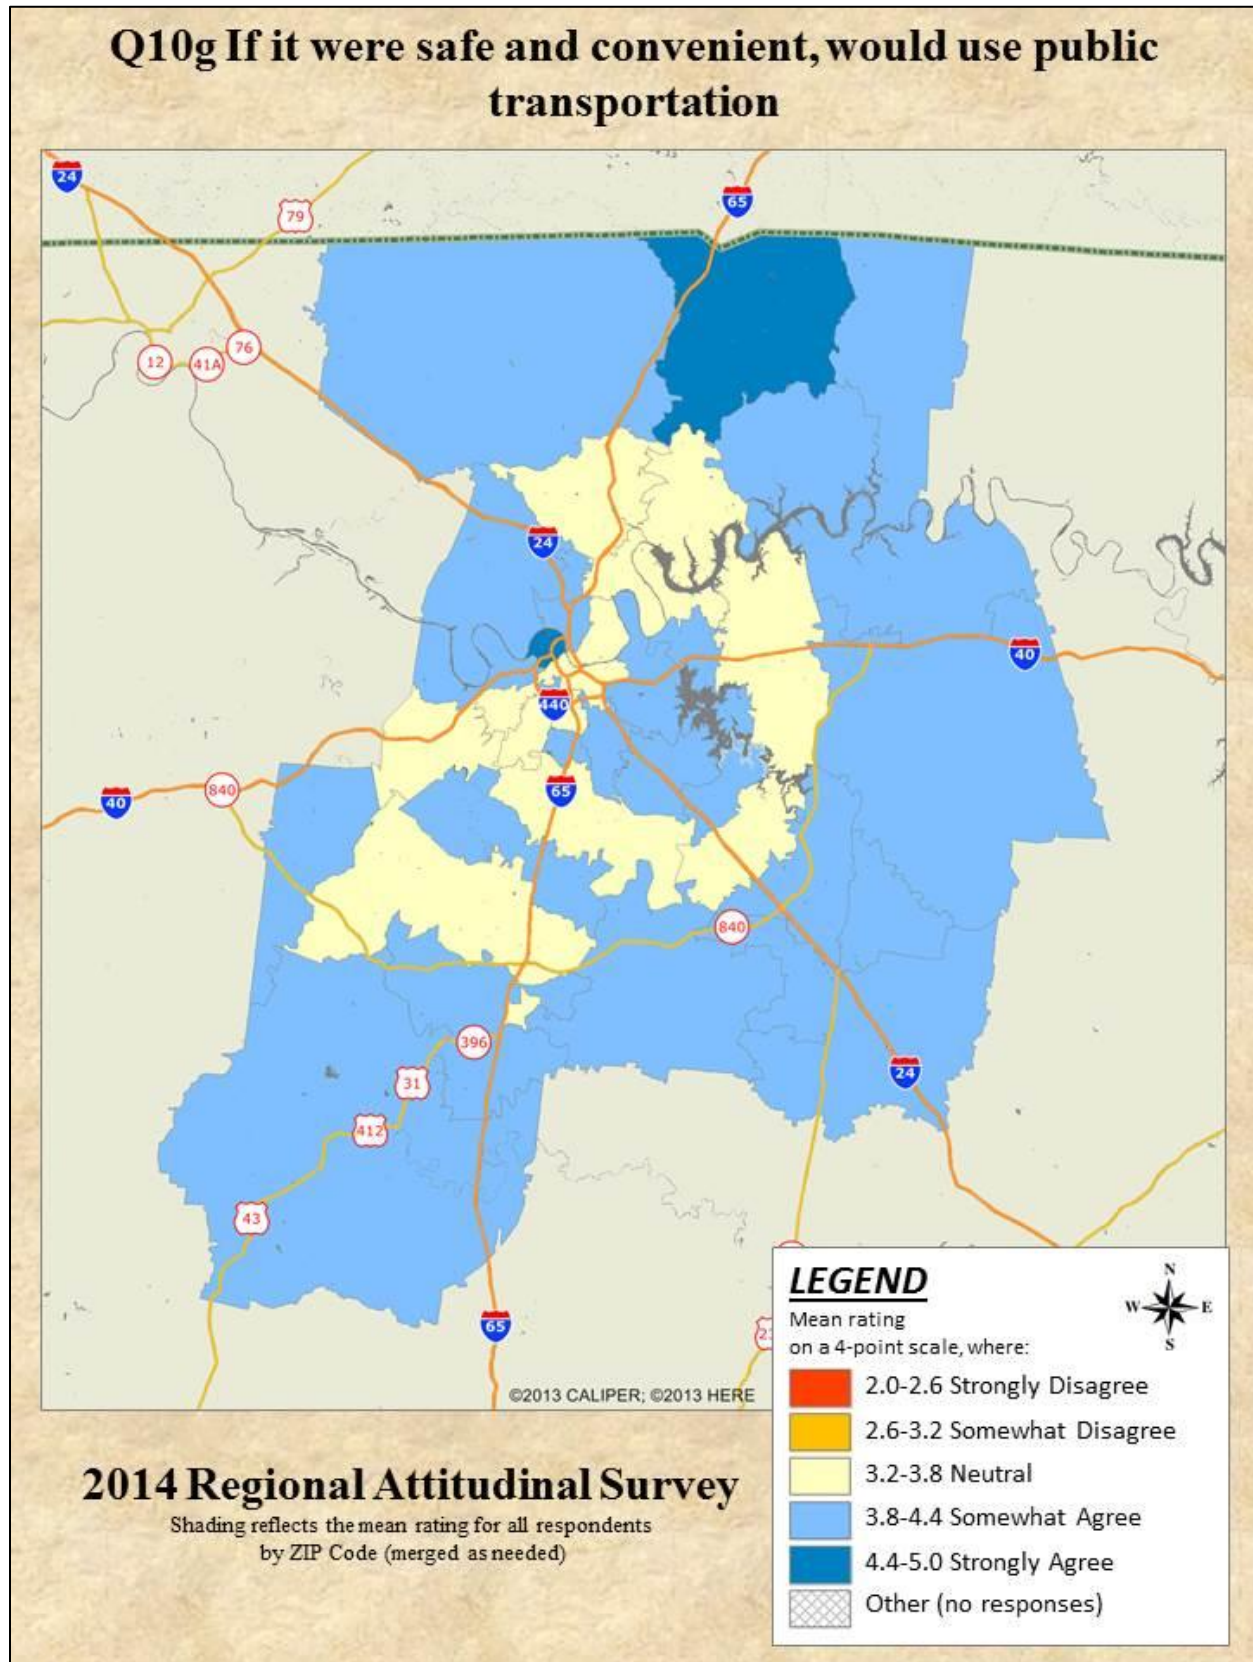 Q10g If it were safe and convenient, would use public
transportation
24
65
79
76
12
41A
24
40
440
840
65
40
840
396
31
24
412
43
65
©2013 CALIPER; ©2013 HERE
LEGEND
N
W
E
S
Mean rating
on a 4-point scale, where:
2.0-2.6 Strongly Disagree
2.6-3.2 Somewhat Disagree
3.2-3.8 Neutral
3.8-4.4 Somewhat Agree
4.4-5.0 Strongly Agree
Other (no responses)
2014 Regional Attitudinal Survey
Shading reflects the mean rating for all respondents
by ZIP Code (merged as needed)